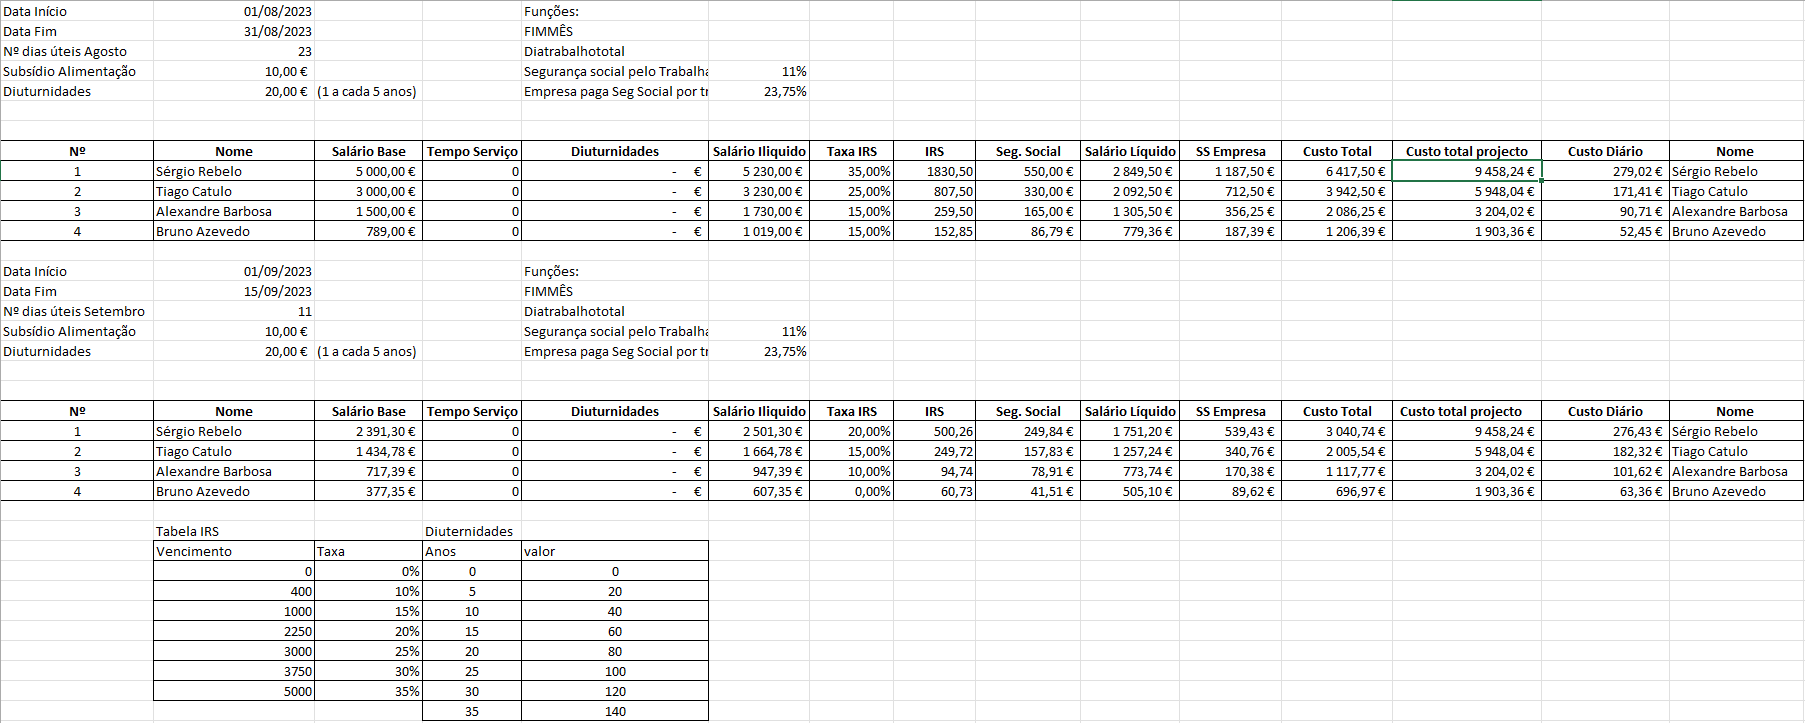 Data Início 01/08/2023 Funções:
Data Fim 31/08/2023 FIMMÊS
Nº dias úteis Agosto 23 Diatrabalhototal
Subsídio Alimentação 10,00 € Segurança social pelo Trabalha 11%
Diuturnidades 20,00 € (1 a cada 5 anos) Empresa paga Seg Social por tr 23,75%
Nº Nome Salário Base Tempo Serviço Diuturnidades Salário Iliquido Taxa IRS IRS Seg. Social Salário Líquido SS Empresa Custo Total Custo total projecto Custo Diário Nome
1 Sérgio Rebelo 5 000,00 € 0 - € 5 230,00 € 35,00% 1830,50 550,00 € 2 849,50 € 1 187,50 € 6 417,50 € 9 458,24 € 279,02 € Sérgio Rebelo
2 Tiago Catulo 3 000,00 € 0 - € 3 230,00 € 25,00% 807,50 330,00 € 2 092,50 € 712,50 € 3 942,50 € 5 948,04 € 171,41 € Tiago Catulo
3 Alexandre Barbosa 1 500,00 € 0 - € 1 730,00 € 15,00% 259,50 165,00 € 1 305,50 € 356,25 € 2 086,25 € 3 204,02 € 90,71 € Alexandre Barbosa
4 Bruno Azevedo 789,00 € 0 - € 1 019,00 € 15,00% 152,85 86,79 € 779,36 € 187,39 € 1 206,39 € 1 903,36 € 52,45 € Bruno Azevedo
Data Início 01/09/2023 Funções:
Data Fim 15/09/2023 FIMMÊS
Nº dias úteis Setembro 11 Diatrabalhototal
Subsídio Alimentação 10,00 € Segurança social pelo Trabalha 11%
Diuturnidades 20,00 € (1 a cada 5 anos) Empresa paga Seg Social por tr 23,75%
Nº Nome Salário Base Tempo Serviço Diuturnidades Salário Iliquido Taxa IRS IRS Seg. Social Salário Líquido SS Empresa Custo Total Custo total projecto Custo Diário Nome
1 Sérgio Rebelo 2 391,30 € 0 - € 2 501,30 € 20,00% 500,26 249,84 € 1 751,20 € 539,43 € 3 040,74 € 9 458,24 € 276,43 € Sérgio Rebelo
2 Tiago Catulo 1 434,78 € 0 - € 1 664,78 € 15,00% 249,72 157,83 € 1 257,24 € 340,76 € 2 005,54 € 5 948,04 € 182,32 € Tiago Catulo
3 Alexandre Barbosa 717,39 € 0 - € 947,39 € 10,00% 94,74 78,91 € 773,74 € 170,38 € 1 117,77 € 3 204,02 € 101,62 € Alexandre Barbosa
4 Bruno Azevedo 377,35 € 0 - € 607,35 € 0,00% 60,73 41,51 € 505,10 € 89,62 € 696,97 € 1 903,36 € 63,36 € Bruno Azevedo
Tabela IRS Diuternidades
Vencimento Taxa Anos valor
0 0% 0 0
400 10% 5 20
1000 15% 10 40
2250 20% 15 60
3000 25% 20 80
3750 30% 25 100
5000 35% 30 120
35 140